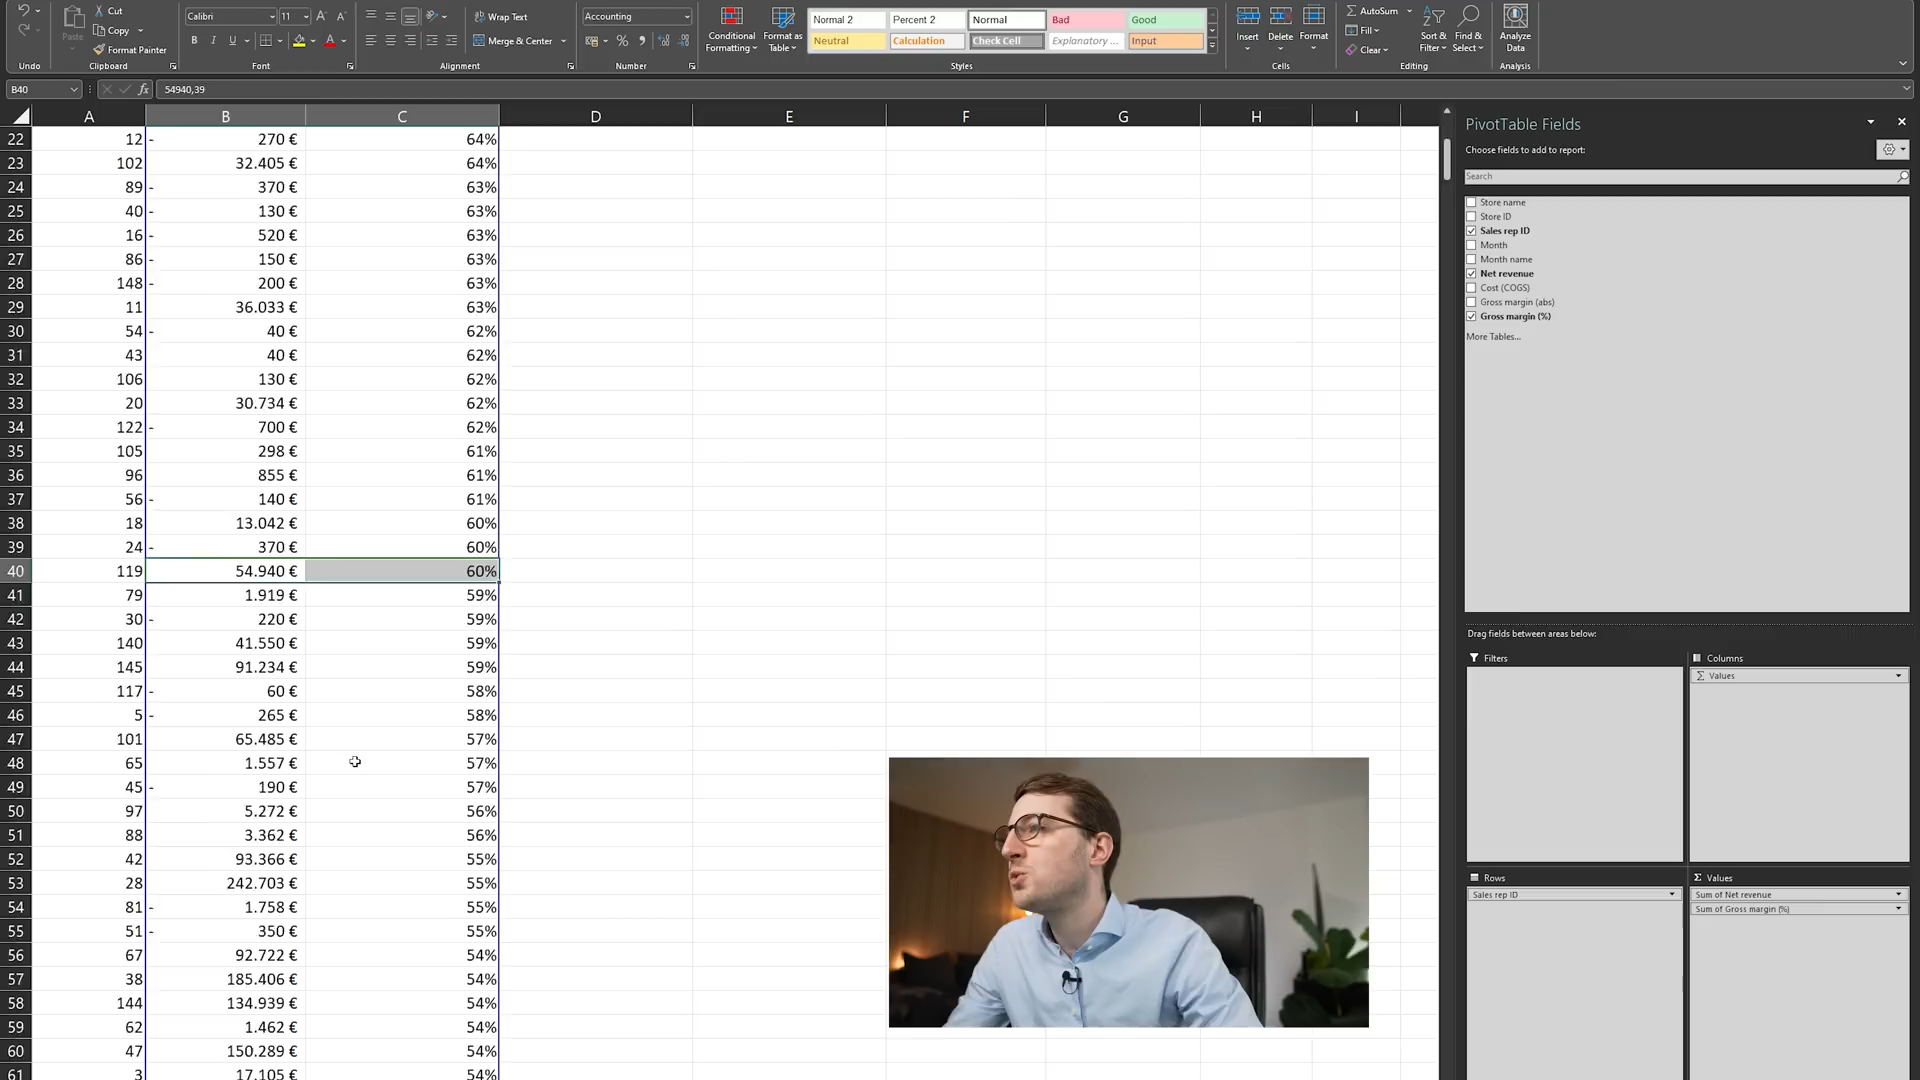 Cut
Copy
Format Painter
Paste
Undo
Clipboard
Calibri
11
A
A
B I U
A
Font
Wrap Text
Merge & Center
Alignment
Accounting
%
Number
Conditional Formatting
Format as Table
Normal 2
Percent 2
Normal
Bad
Good
Neutral
Calculation
Check Cell
Explanatory ...
Input
Styles
Insert
Delete
Format
Cells
AutoSum
Fill
Clear
Sort & Filter
Find & Select
Editing
Analyze Data
Analysis
B40
fx
54940,39
A B C D E F G H I
22 12 - 270 € 64%
23 102 32.405 € 64%
24 89 - 370 € 63%
25 40 - 130 € 63%
26 16 - 520 € 63%
27 86 - 150 € 63%
28 148 - 200 € 63%
29 11 36.033 € 63%
30 54 - 40 € 62%
31 43 40 € 62%
32 106 130 € 62%
33 20 30.734 € 62%
34 122 - 700 € 62%
35 105 298 € 61%
36 96 855 € 61%
37 56 - 140 € 61%
38 18 13.042 € 60%
39 24 - 370 € 60%
40 119 54.940 € 60%
41 79 1.919 € 59%
42 30 - 220 € 59%
43 140 41.550 € 59%
44 145 91.234 € 59%
45 117 - 60 € 58%
46 5 - 265 € 58%
47 101 65.485 € 57%
48 65 1.557 € 57%
49 45 - 190 € 57%
50 97 5.272 € 56%
51 88 3.362 € 56%
52 42 93.366 € 55%
53 28 242.703 € 55%
54 81 - 1.758 € 55%
55 51 - 350 € 55%
56 67 92.722 € 54%
57 38 185.406 € 54%
58 144 134.939 € 54%
59 62 1.462 € 54%
60 47 150.289 € 54%
61 3 17.105 € 54%
PivotTable Fields
Choose fields to add to report:
Search
Store name
Store ID
Sales rep ID
Month
Month name
Net revenue
Cost (COGS)
Gross margin (abs)
Gross margin (%)
More Tables...
Drag fields between areas below:
Filters
Columns
Σ Values
Rows
Sales rep ID
Σ Values
Sum of Net revenue
Sum of Gross margin (%)